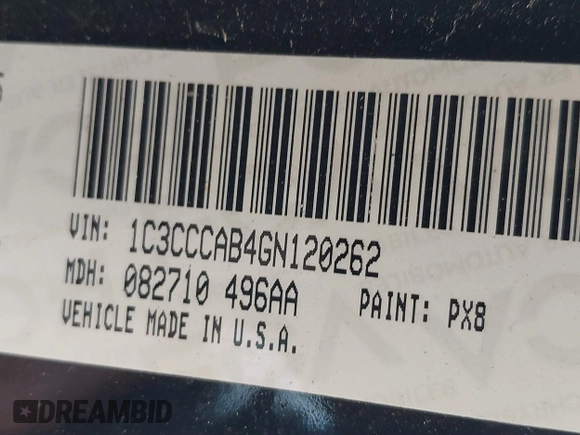 VIN: 1C3CCCAB4GN120262
MDH: 082710 496AA PAINT: PX8
VEHICLE MADE IN U.S.A.
DREAMBID